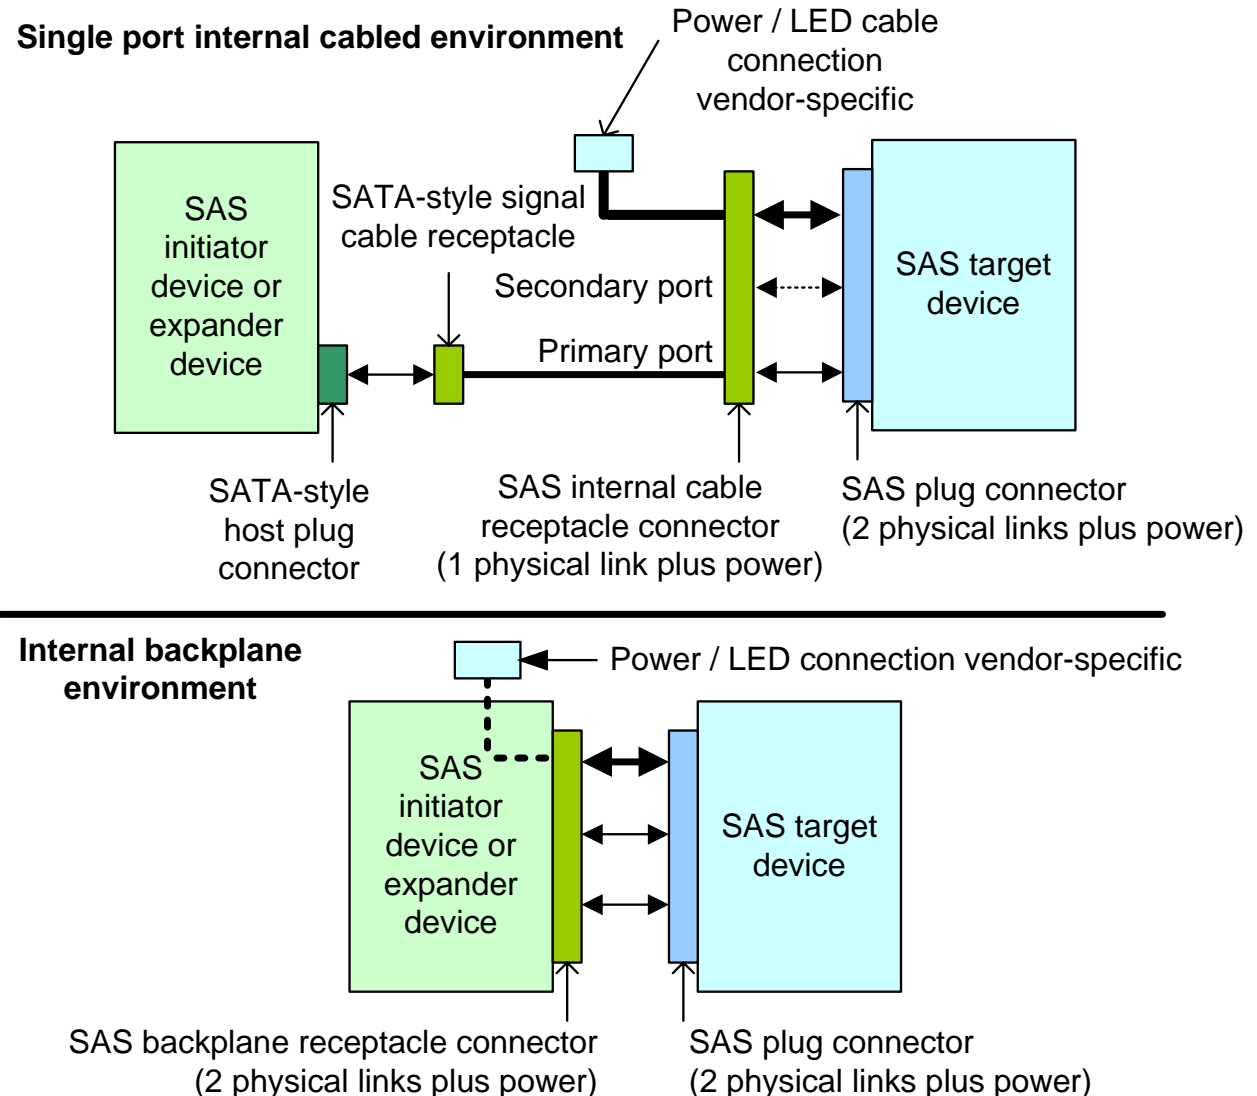 Single port internal cabled environment
Power / LED cable
connection
vendor-specific
SAS
initiator
device or
expander
device
SATA-style signal
cable receptacle
Secondary port
Primary port
SAS target
device
SATA-style
host plug
connector
SAS internal cable
receptacle connector
(1 physical link plus power)
SAS plug connector
(2 physical links plus power)
Internal backplane
environment
Power / LED connection vendor-specific
SAS
initiator
device or
expander
device
SAS target
device
SAS backplane receptacle connector
(2 physical links plus power)
SAS plug connector
(2 physical links plus power)